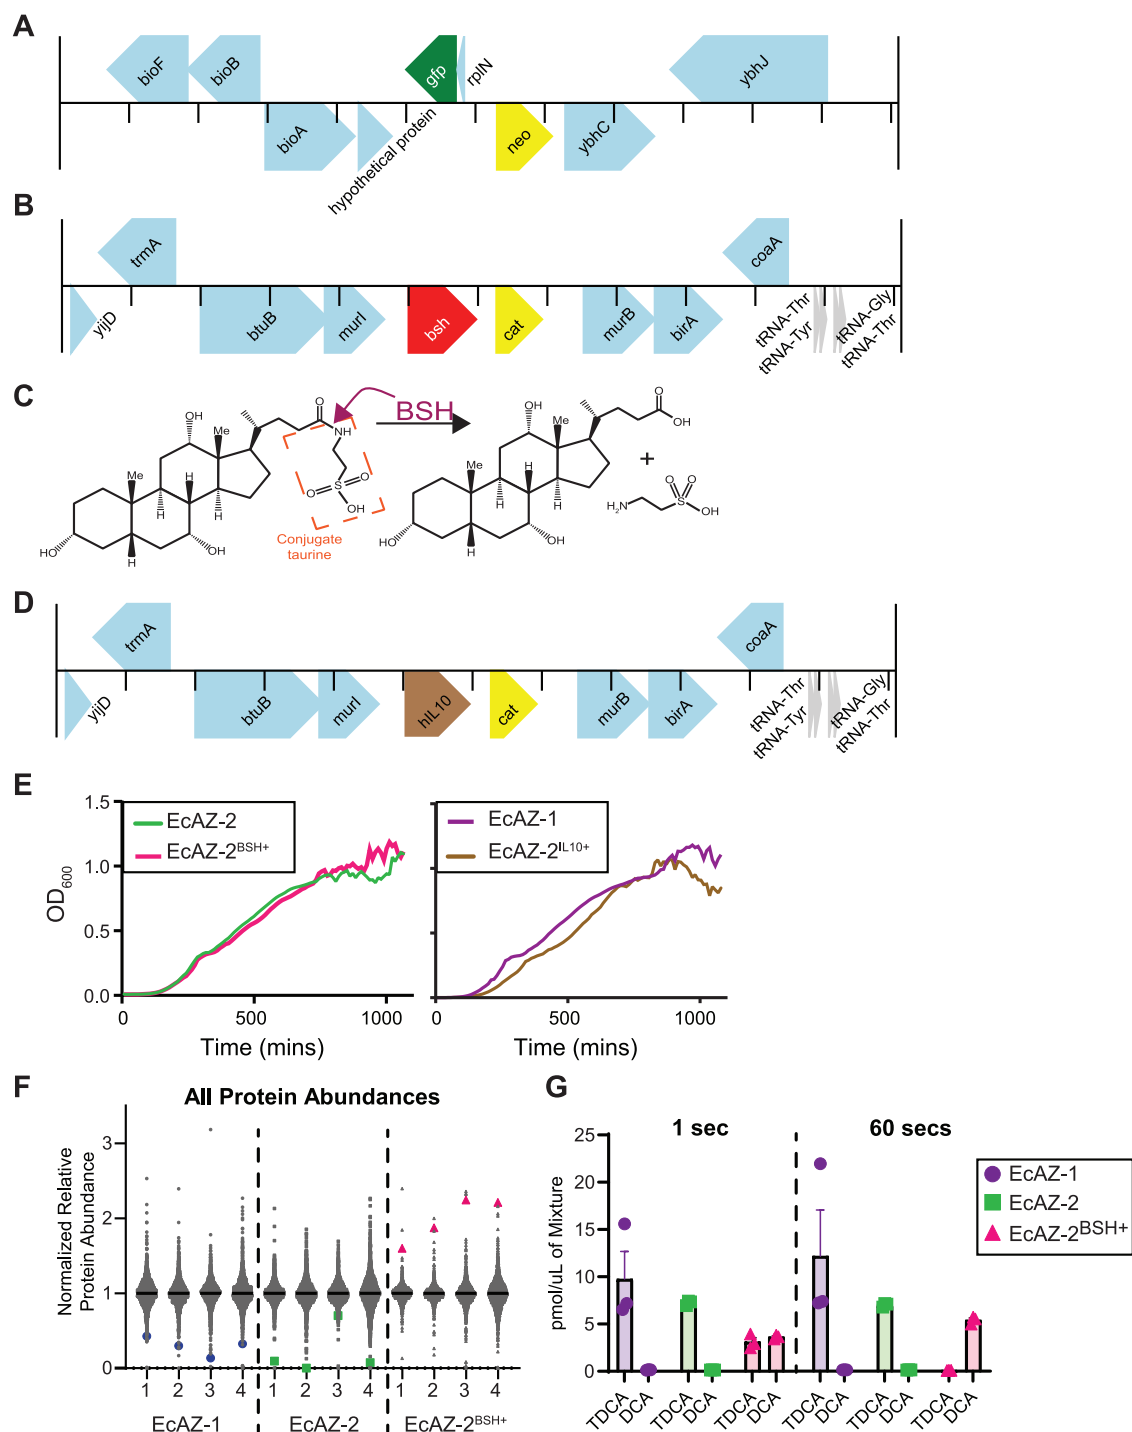 A
bioF
bioB
gfp
rplN
ybhJ
bioA
hypothetical protein
neo
ybhC
B
trmA
coaA
yijD
btuB
murI
bsh
cat
murB
birA
tRNA-Thr
tRNA-Tyr
tRNA-Gly
tRNA-Thr
C
OH
Me
O
NH
Me
H
H
H
H
HO
OH
O
O
S
OH
Conjugate
taurine
BSH
OH
Me
O
OH
Me
H
H
H
H
HO
OH
+
O
O
S
OH
H2N
D
trmA
coaA
yijD
btuB
murI
hIL10
cat
murB
birA
tRNA-Thr
tRNA-Tyr
tRNA-Gly
tRNA-Thr
E
1.5
1.0
0.5
0.0
OD600
EcAZ-2
EcAZ-2BSH+
0 500 1000
Time (mins)
EcAZ-1
EcAZ-2IL10+
0 500 1000
Time (mins)
F
All Protein Abundances
Normalized Relative
Protein Abundance
3
2
1
0
1 2 3 4 1 2 3 4 1 2 3 4
EcAZ-1 EcAZ-2 EcAZ-2BSH+
G
1 sec 60 secs
pmol/uL of Mixture
25
20
15
10
5
0
TDCA DCA TDCA DCA TDCA DCA TDCA DCA TDCA DCA TDCA DCA
EcAZ-1
EcAZ-2
EcAZ-2BSH+